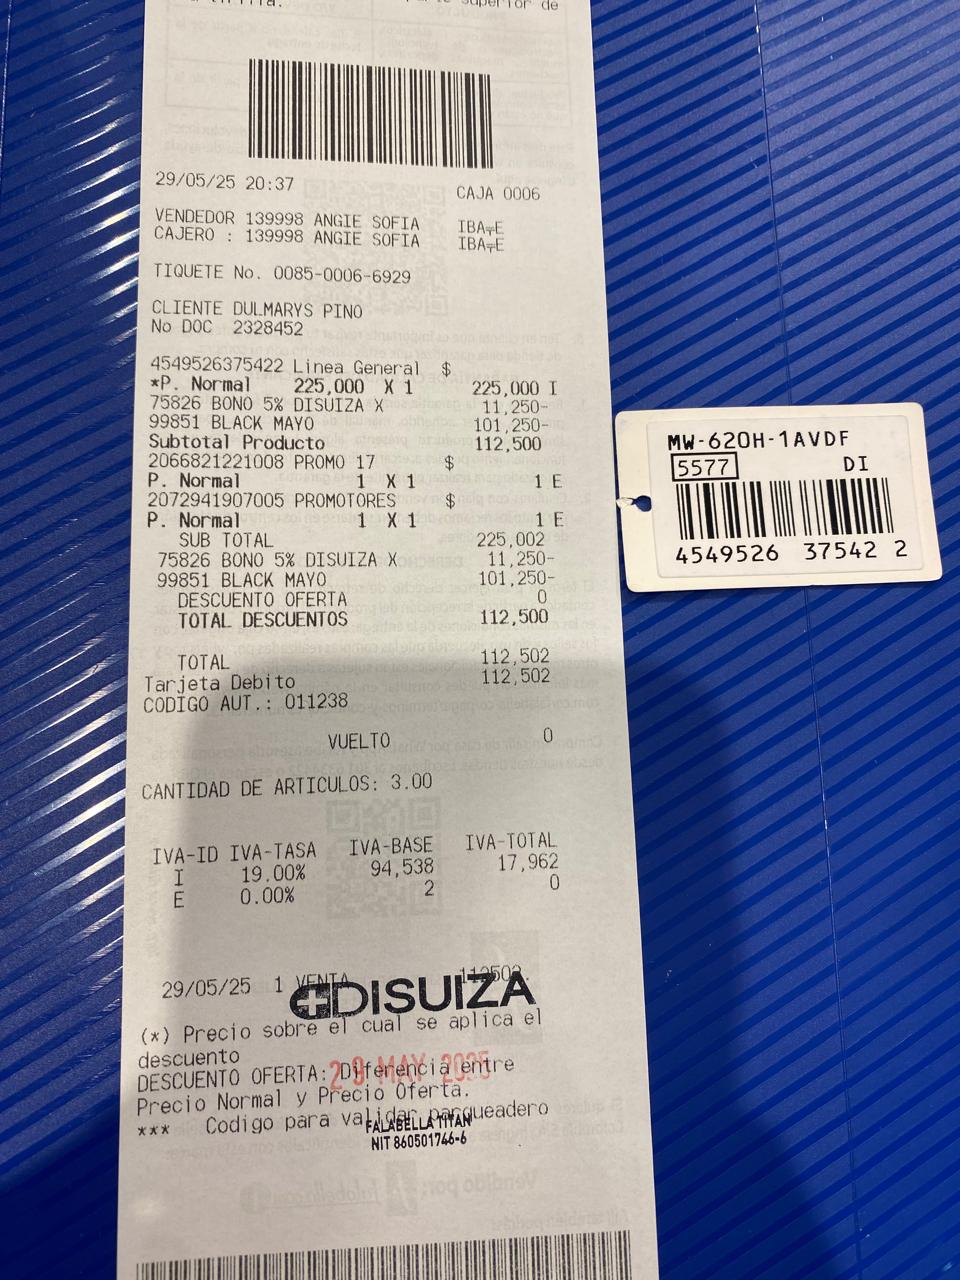 superior de
29/05/25 20:37 CAJA 0006
VENDEDOR 139998 ANGIE SOFIA IBA╤E
CAJERO : 139998 ANGIE SOFIA IBA╤E
TIQUETE No. 0085-0006-6929
CLIENTE DULMARYS PINO
No DOC 2328452
4549526375422 Linea General $
*P. Normal 225,000 X 1 225,000 I
75826 BONO 5% DISUIZA X 11,250-
99851 BLACK MAYO 101,250-
Subtotal Producto 112,500
2066821221008 PROMO 17 $
P. Normal 1 X 1 1 E
2072941907005 PROMOTORES $
P. Normal 1 X 1 1 E
SUB TOTAL 225,002
75826 BONO 5% DISUIZA X 11,250-
99851 BLACK MAYO 101,250-
DESCUENTO OFERTA 0
TOTAL DESCUENTOS 112,500
TOTAL 112,502
Tarjeta Debito 112,502
CODIGO AUT.: 011238
VUELTO 0
CANTIDAD DE ARTICULOS: 3.00
IVA-ID IVA-TASA IVA-BASE IVA-TOTAL
I 19.00% 94,538 17,962
E 0.00% 2 0
29/05/25 1 VENTA 112502.
DISUIZA
(*) Precio sobre el cual se aplica el
descuento
DESCUENTO OFERTA: Diferencia entre
29 MAY 2025
Precio Normal y Precio Oferta.
*** Codigo para validar parqueadero
FALABELLA TITAN
NIT 860501746-6
MW-620H-1AVDF
5577 DI
4549526 37542 2